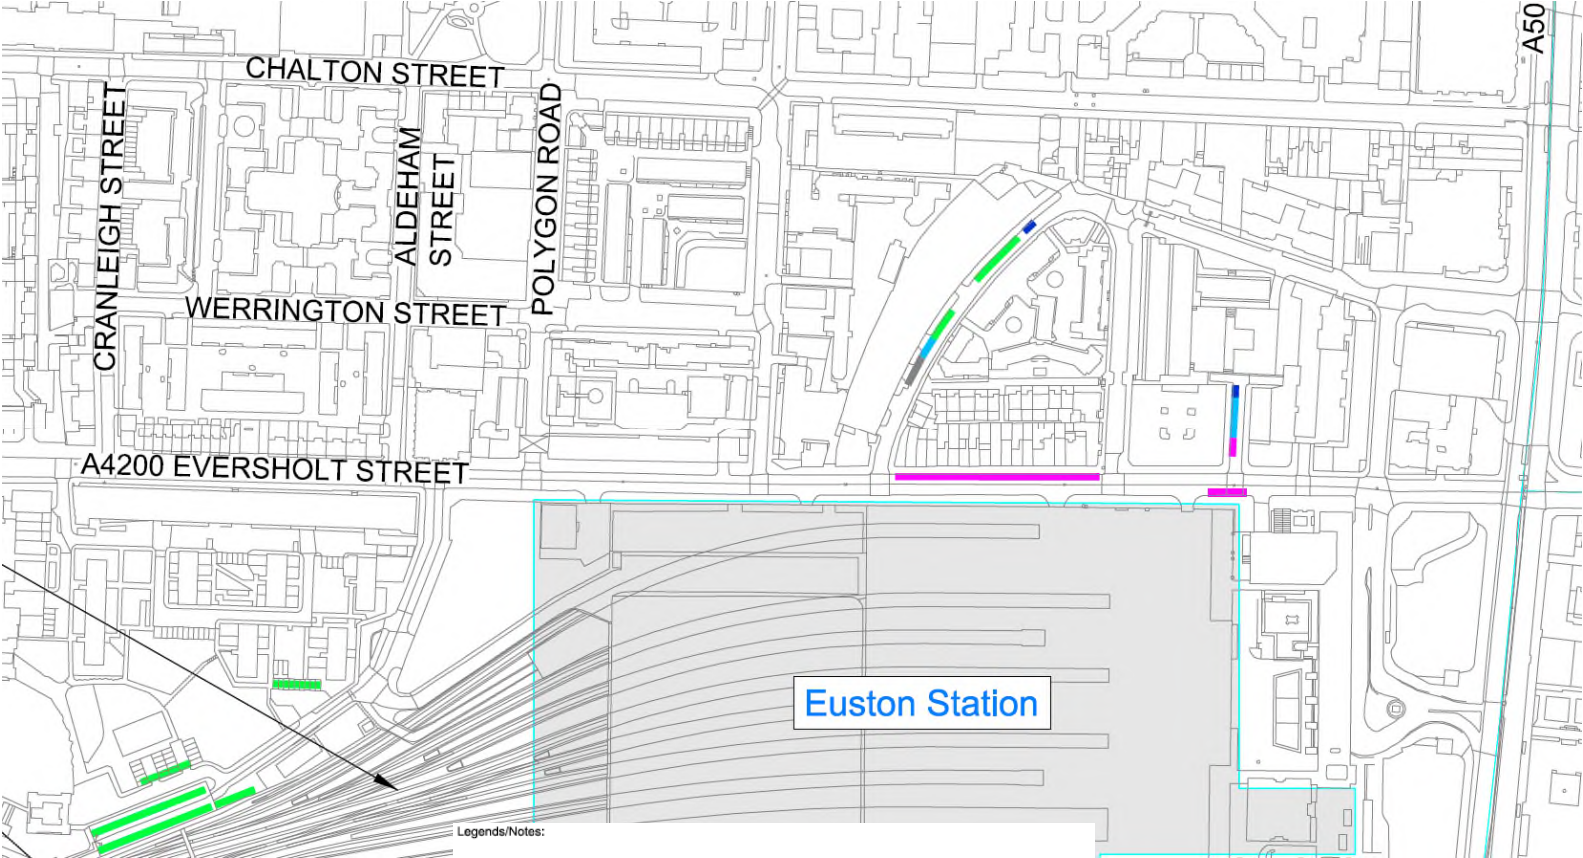 A50
CHALTON STREET
CRANLEIGH STREET
ALDEHAM
STREET
POLYGON ROAD
WERRINGTON STREET
A4200 EVERSHOLT STREET
Euston Station
Legends/Notes: